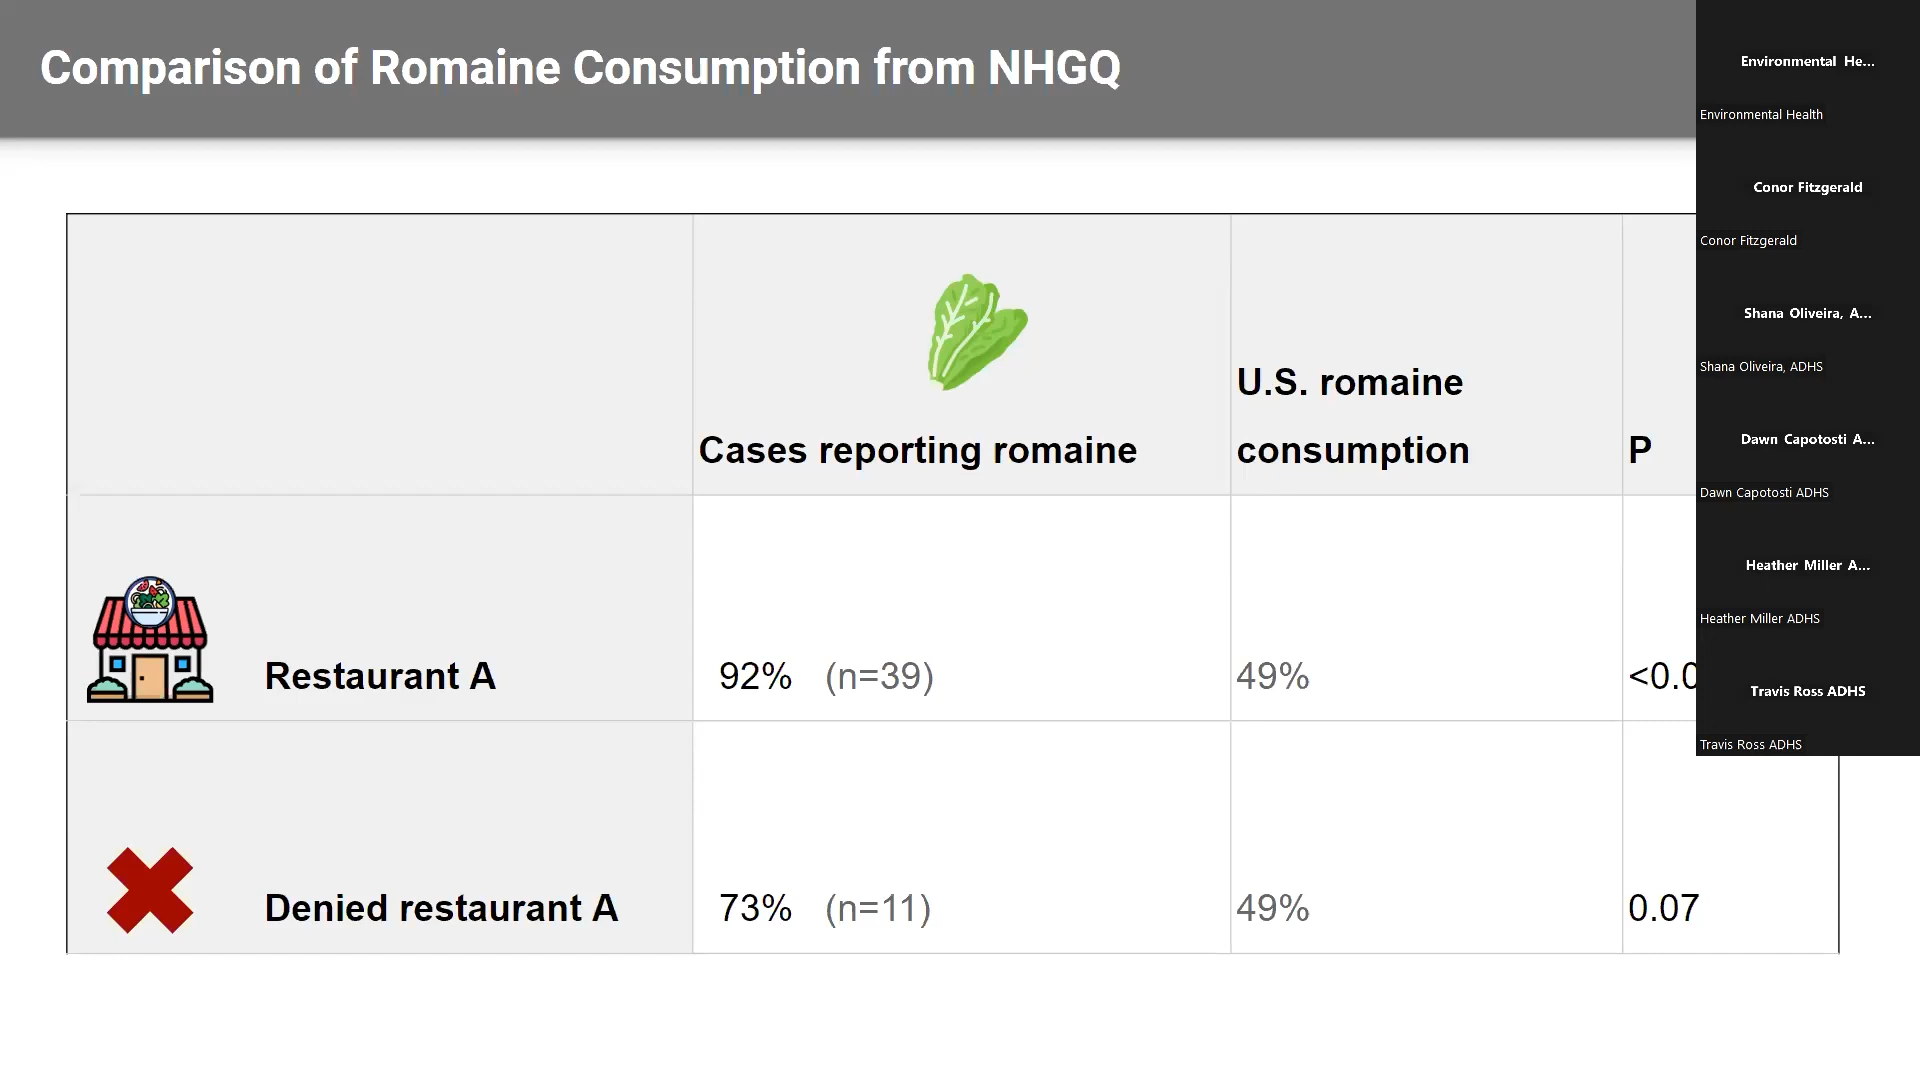 Comparison of Romaine Consumption from NHGQ
Cases reporting romaine
U.S. romaine
consumption
P
Restaurant A
92% (n=39)
49%
<0.0
Denied restaurant A
73% (n=11)
49%
0.07
Environmental He...
Environmental Health
Conor Fitzgerald
Conor Fitzgerald
Shana Oliveira, A...
Shana Oliveira, ADHS
Dawn Capotosti A...
Dawn Capotosti ADHS
Heather Miller A...
Heather Miller ADHS
Travis Ross ADHS
Travis Ross ADHS